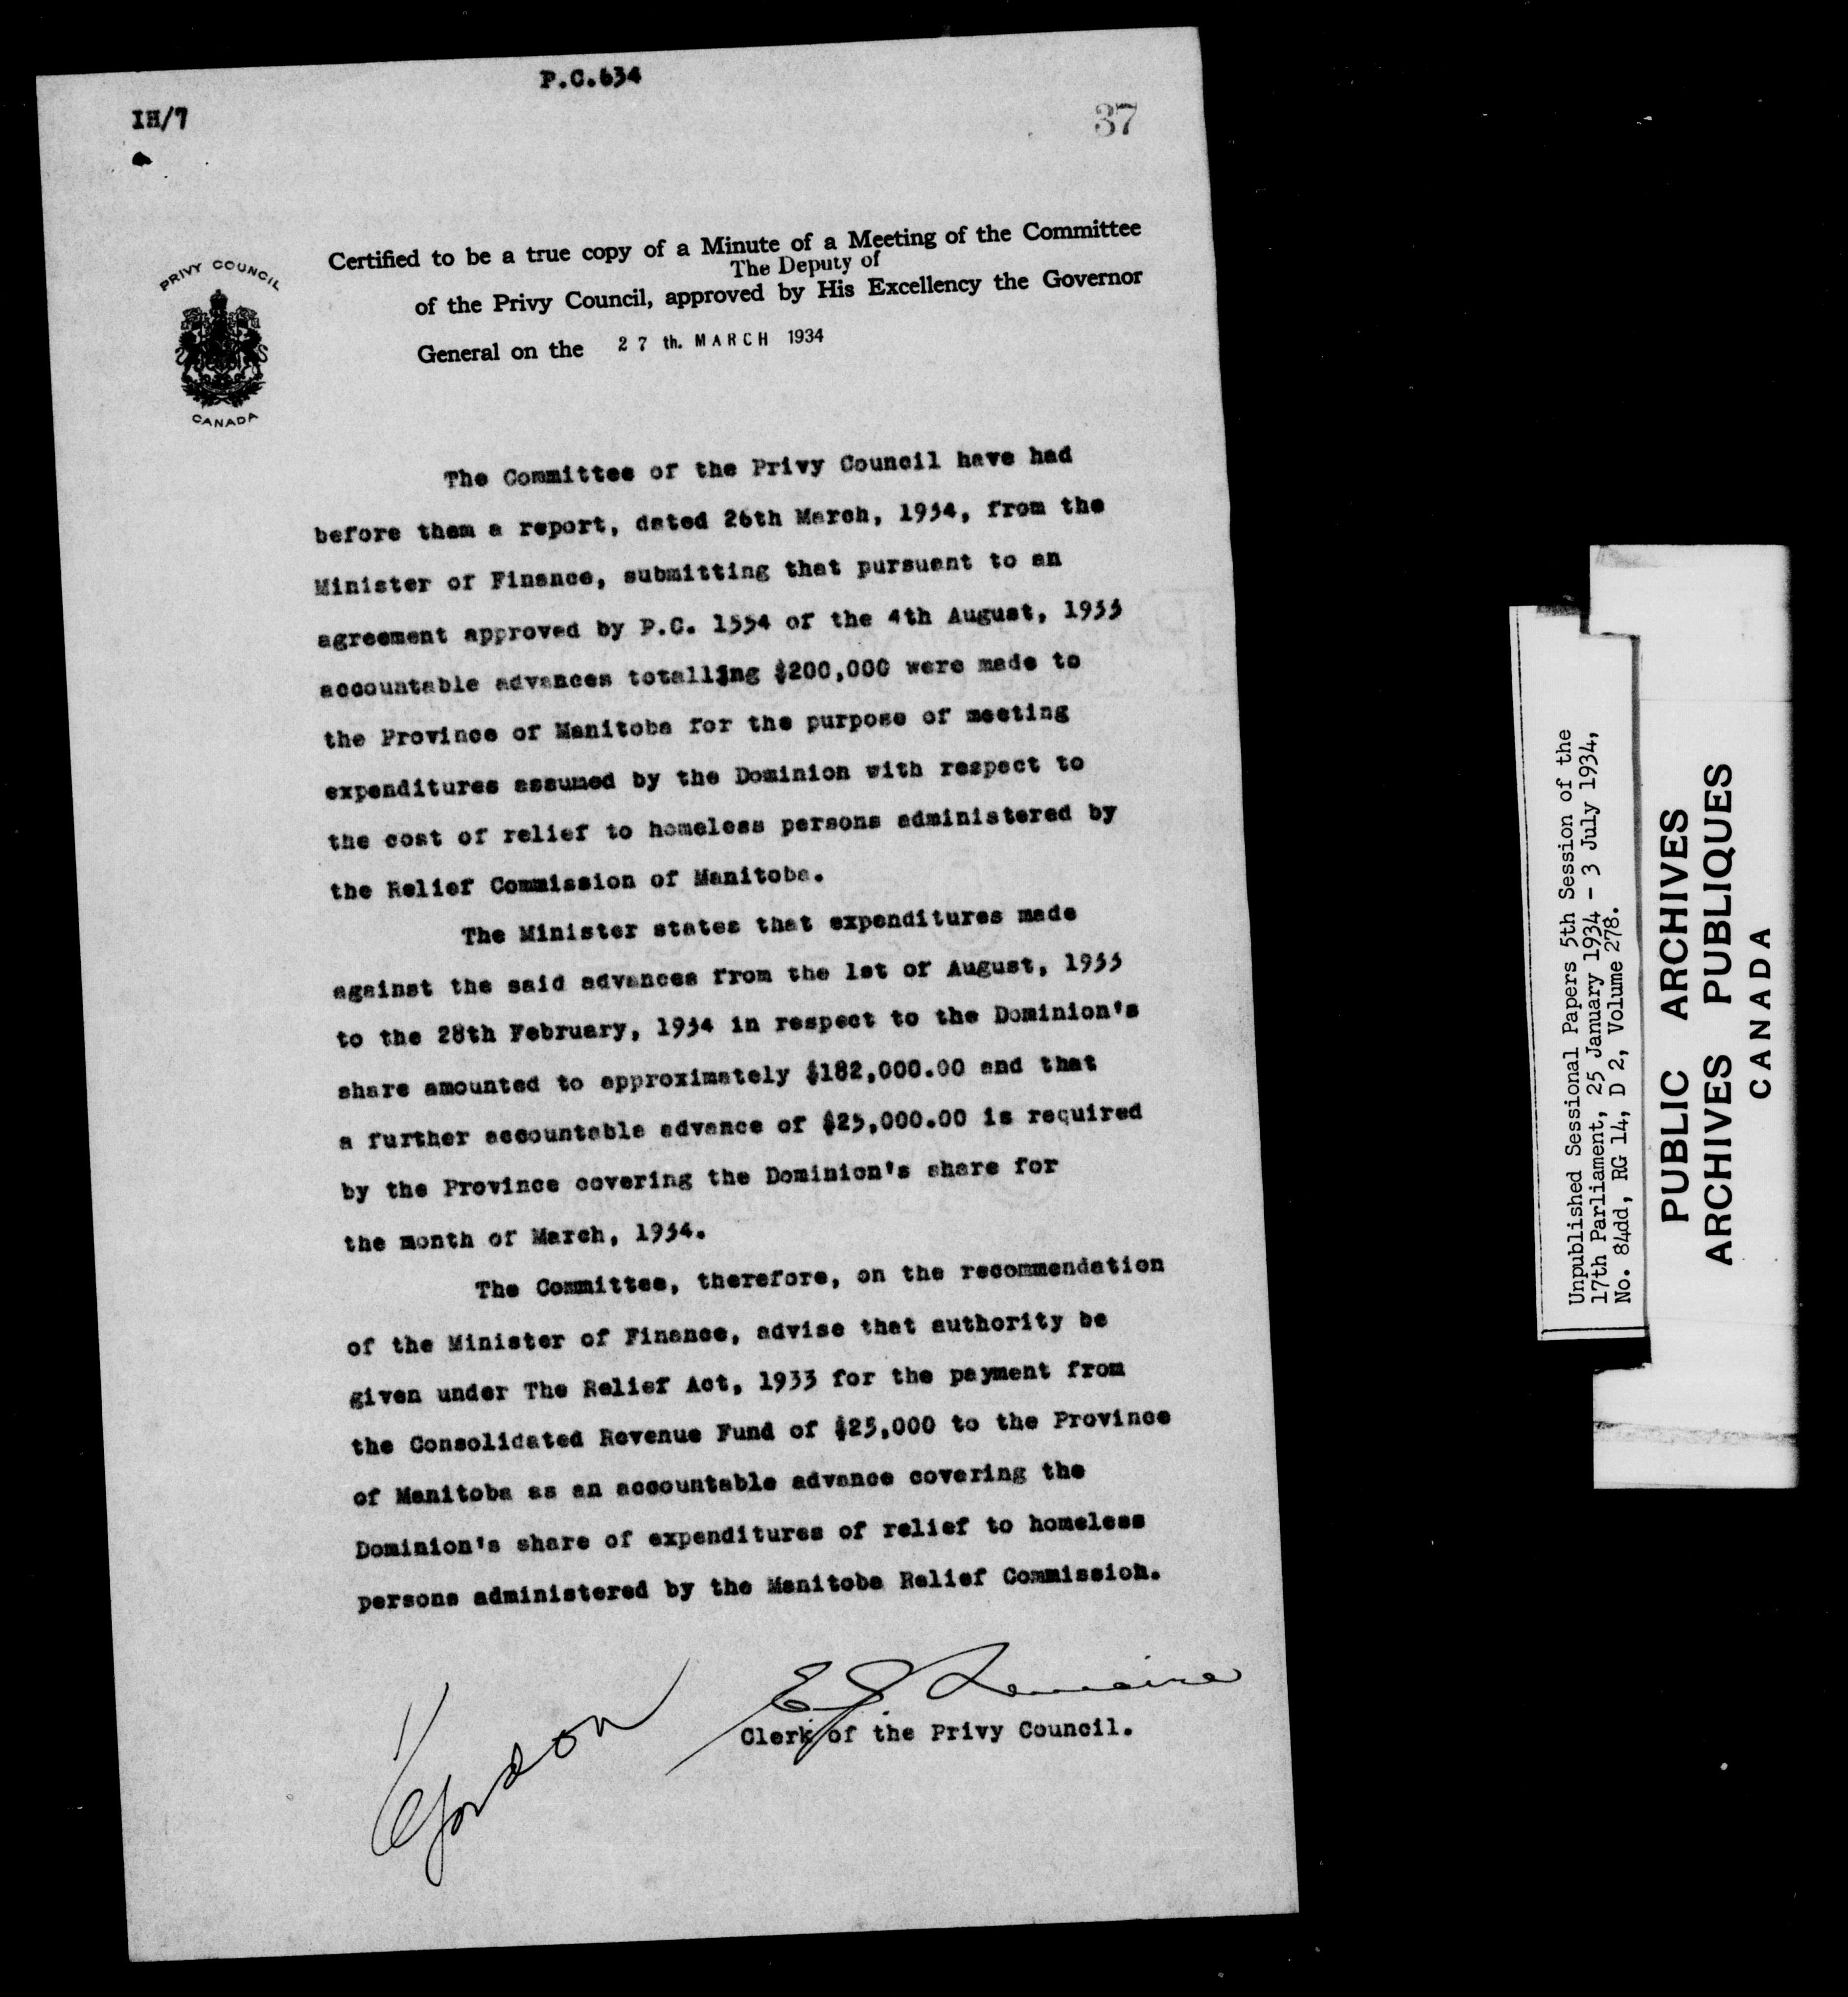 P.C.634
IH/7
37
PRIVY COUNCIL
CANADA
Certified to be a true copy of a Minute of a Meeting of the Committee
The Deputy of
of the Privy Council, approved by His Excellency the Governor
General on the 27th. MARCH 1934
The Committee of the Privy Council have had
before them a report, dated 26th March, 1934, from the
Minister of Finance, submitting that pursuant to an
agreement approved by P.C. 1554 of the 4th August, 1933
accountable advances totalling $200,000 were made to
the Province of Manitoba for the purpose of meeting
expenditures assumed by the Dominion with respect to
the cost of relief to homeless persons administered by
the Relief Commission of Manitoba.
The Minister states that expenditures made
against the said advances from the 1st of August, 1933
to the 28th February, 1934 in respect to the Dominion's
share amounted to approximately $182,000.00 and that
a further accountable advance of $25,000.00 is required
by the Province covering the Dominion's share for
the month of March, 1934.
The Committee, therefore, on the recommendation
of the Minister of Finance, advise that authority be
given under The Relief Act, 1933 for the payment from
the Consolidated Revenue Fund of $25,000 to the Province
of Manitoba as an accountable advance covering the
Dominion's share of expenditures of relief to homeless
persons administered by the Manitoba Relief Commission.
E J Lemaire
Clerk of the Privy Council.
Gordon
Unpublished Sessional Papers 5th Session of the
17th Parliament, 25 January 1934 - 3 July 1934,
No. 84dd, RG 14, D 2, Volume 278.
PUBLIC ARCHIVES
ARCHIVES PUBLIQUES
CANADA